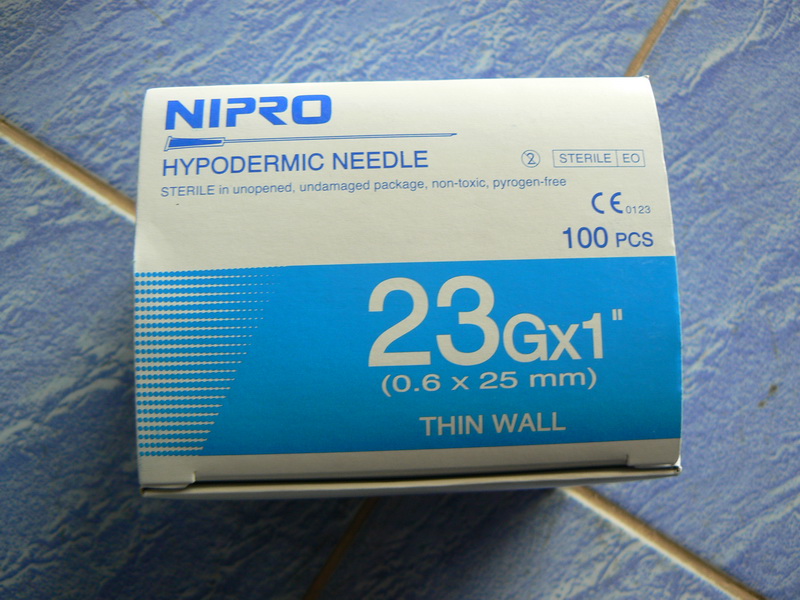 NIPRO
HYPODERMIC NEEDLE
2 STERILE EO
STERILE in unopened, undamaged package, non-toxic, pyrogen-free
CE 0123
100 PCS
23Gx1"
(0.6 x 25 mm)
THIN WALL